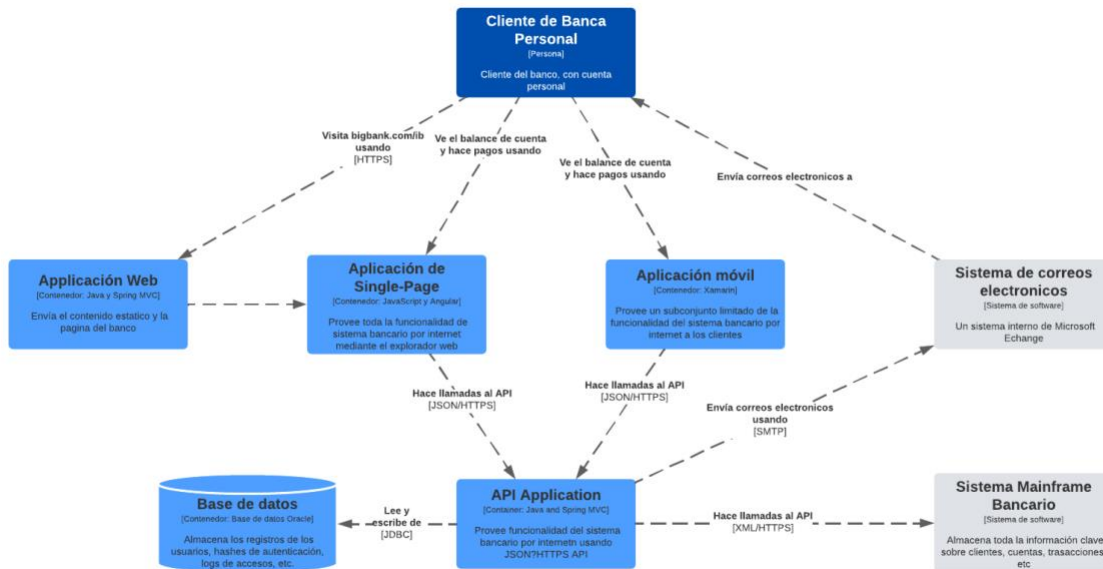 Cliente de Banca
Personal
[Persona]
Cliente del banco, con cuenta
personal
Visita bigbank.com/ib
usando
[HTTPS]
Ve el balance de cuenta
y hace pagos usando
Ve el balance de cuenta
y hace pagos usando
Envía correos electronicos a
Applicación Web
[Contenedor: Java y Spring MVC]
Envía el contenido estatico y la
pagina del banco
Aplicación de
Single-Page
[Contenedor: JavaScript y Angular]
Provee toda la funcionalidad de
sistema bancario por internet
mediante el explorador web
Aplicación móvil
[Contenedor: Xamarin]
Provee un subconjunto limitado de la
funcionalidad del sistema bancario por
internet a los clientes
Sistema de correos
electronicos
[Sistema de software]
Un sistema interno de Microsoft
Echange
Hace llamadas al API
[JSON/HTTPS]
Hace llamadas al API
[JSON/HTTPS]
Envía correos electronicos
usando
[SMTP]
Base de datos
[Contenedor: Base de datos Oracle]
Almacena los registros de los
usuarios, hashes de autenticación,
logs de accesos, etc.
Lee y
escribe de
[JDBC]
API Application
[Container: Java and Spring MVC]
Provee funcionalidad del sistema
bancario por internetn usando
JSON?HTTPS API
Hace llamadas al API
[XML/HTTPS]
Sistema Mainframe
Bancario
[Sistema de software]
Almacena toda la información clave
sobre clientes, cuentas, trasacciones,
etc